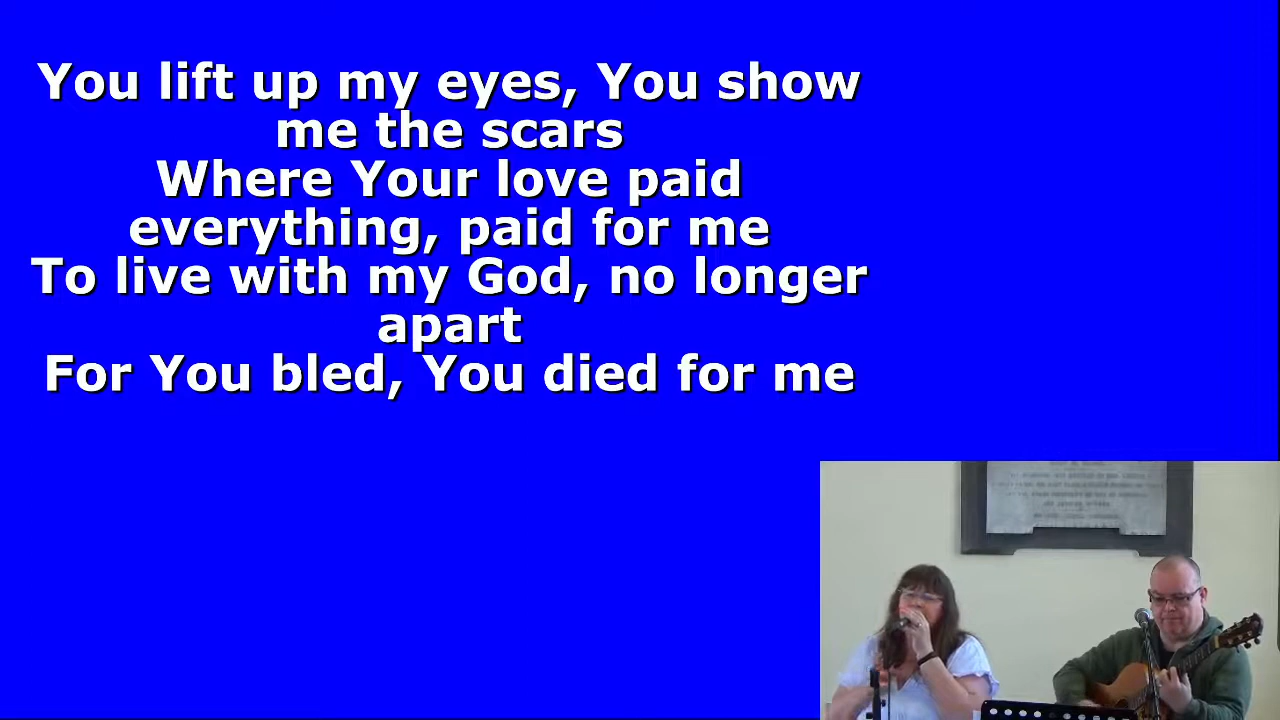 You lift up my eyes, You show
me the scars
Where Your love paid
everything, paid for me
To live with my God, no longer
apart
For You bled, You died for me